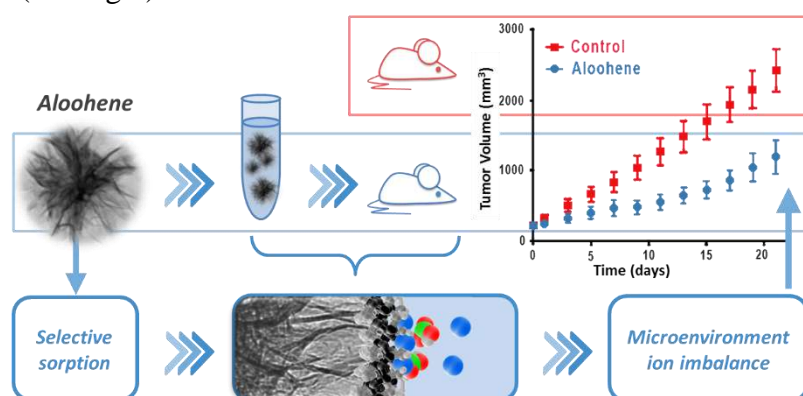 Aloohene
Tumor Volume (mm³)
3000
2000
1000
0
Control
Aloohene
0
5
10
15
20
Time (days)
Selective
sorption
Microenvironment
ion imbalance